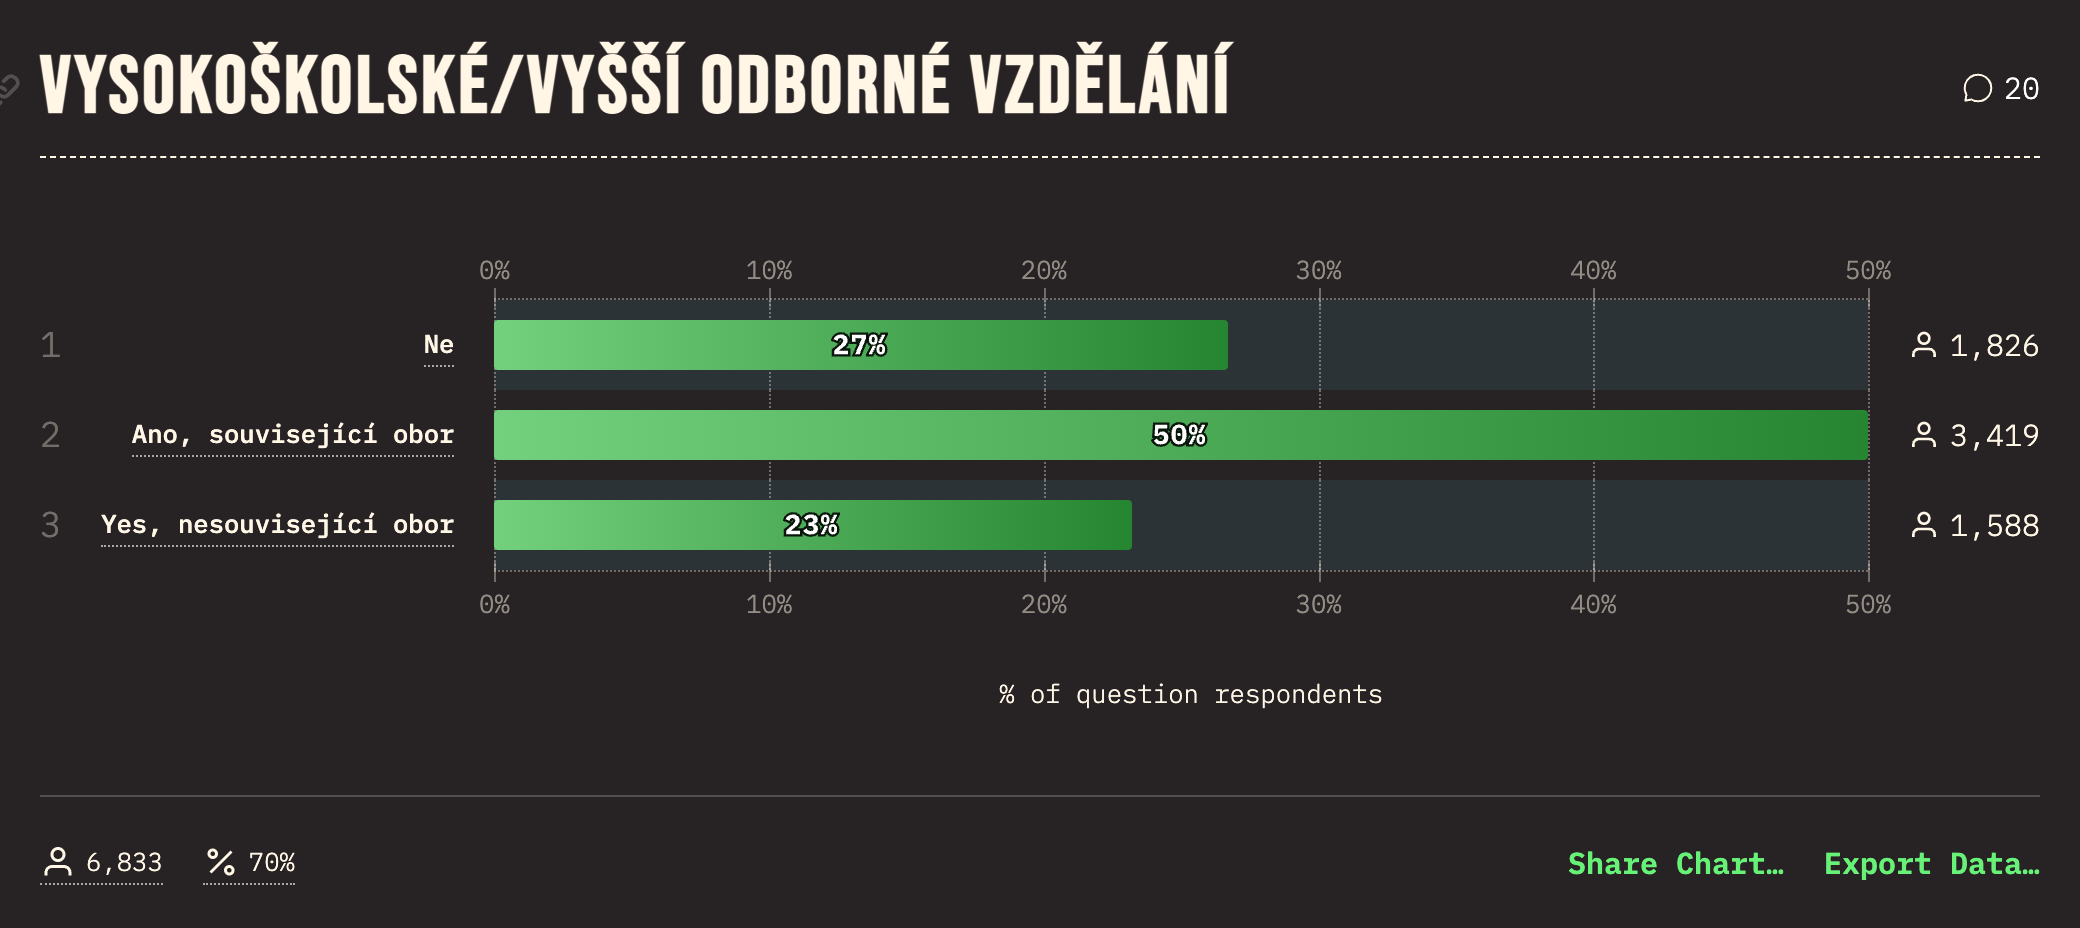 VYSOKOŠKOLSKÉ/VYŠŠÍ ODBORNÉ VZDĚLÁNÍ
20
0% 10% 20% 30% 40% 50%
1 Ne 27% 1,826
2 Ano, související obor 50% 3,419
3 Yes, nesouvisející obor 23% 1,588
0% 10% 20% 30% 40% 50%
% of question respondents
6,833 % 70% Share Chart… Export Data…